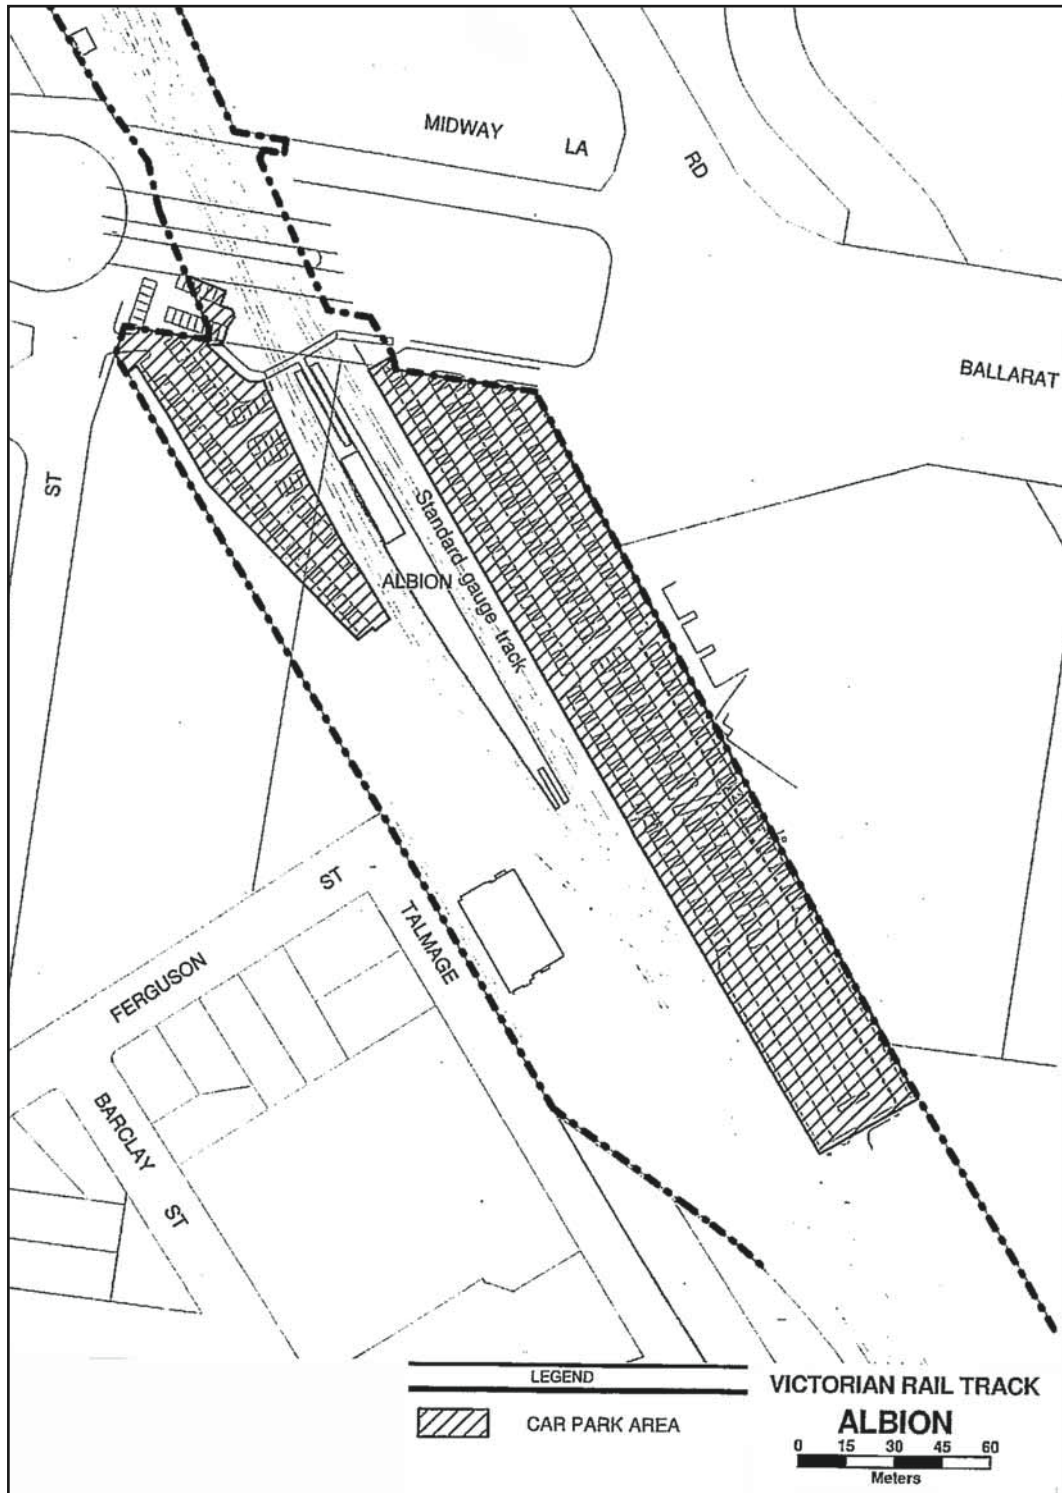 MIDWAY LA
RD
BALLARAT
ST
Standard gauge track
ALBION
ST
FERGUSON
TALMAGE
BARCLAY
ST
LEGEND
CAR PARK AREA
VICTORIAN RAIL TRACK
ALBION
0 15 30 45 60
Meters